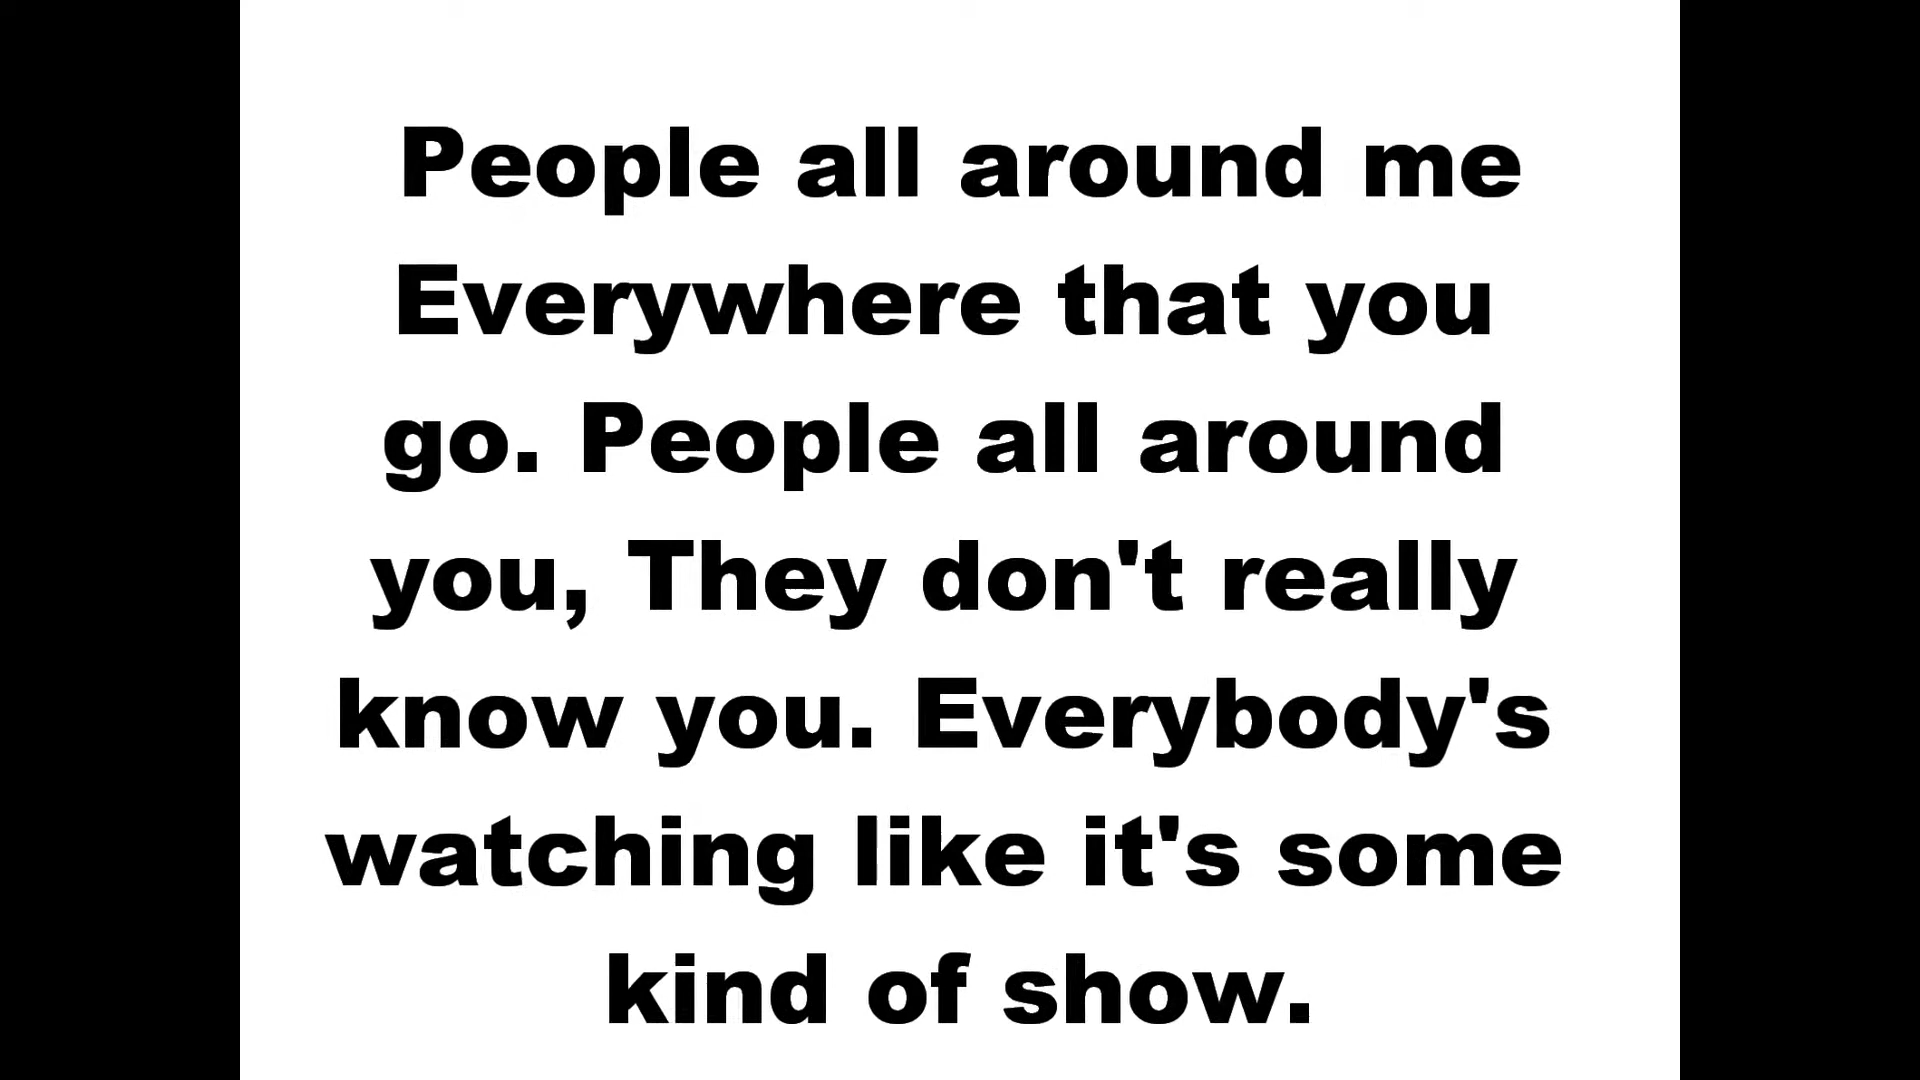 People all around me
Everywhere that you
go. People all around
you, They don't really
know you. Everybody's
watching like it's some
kind of show.